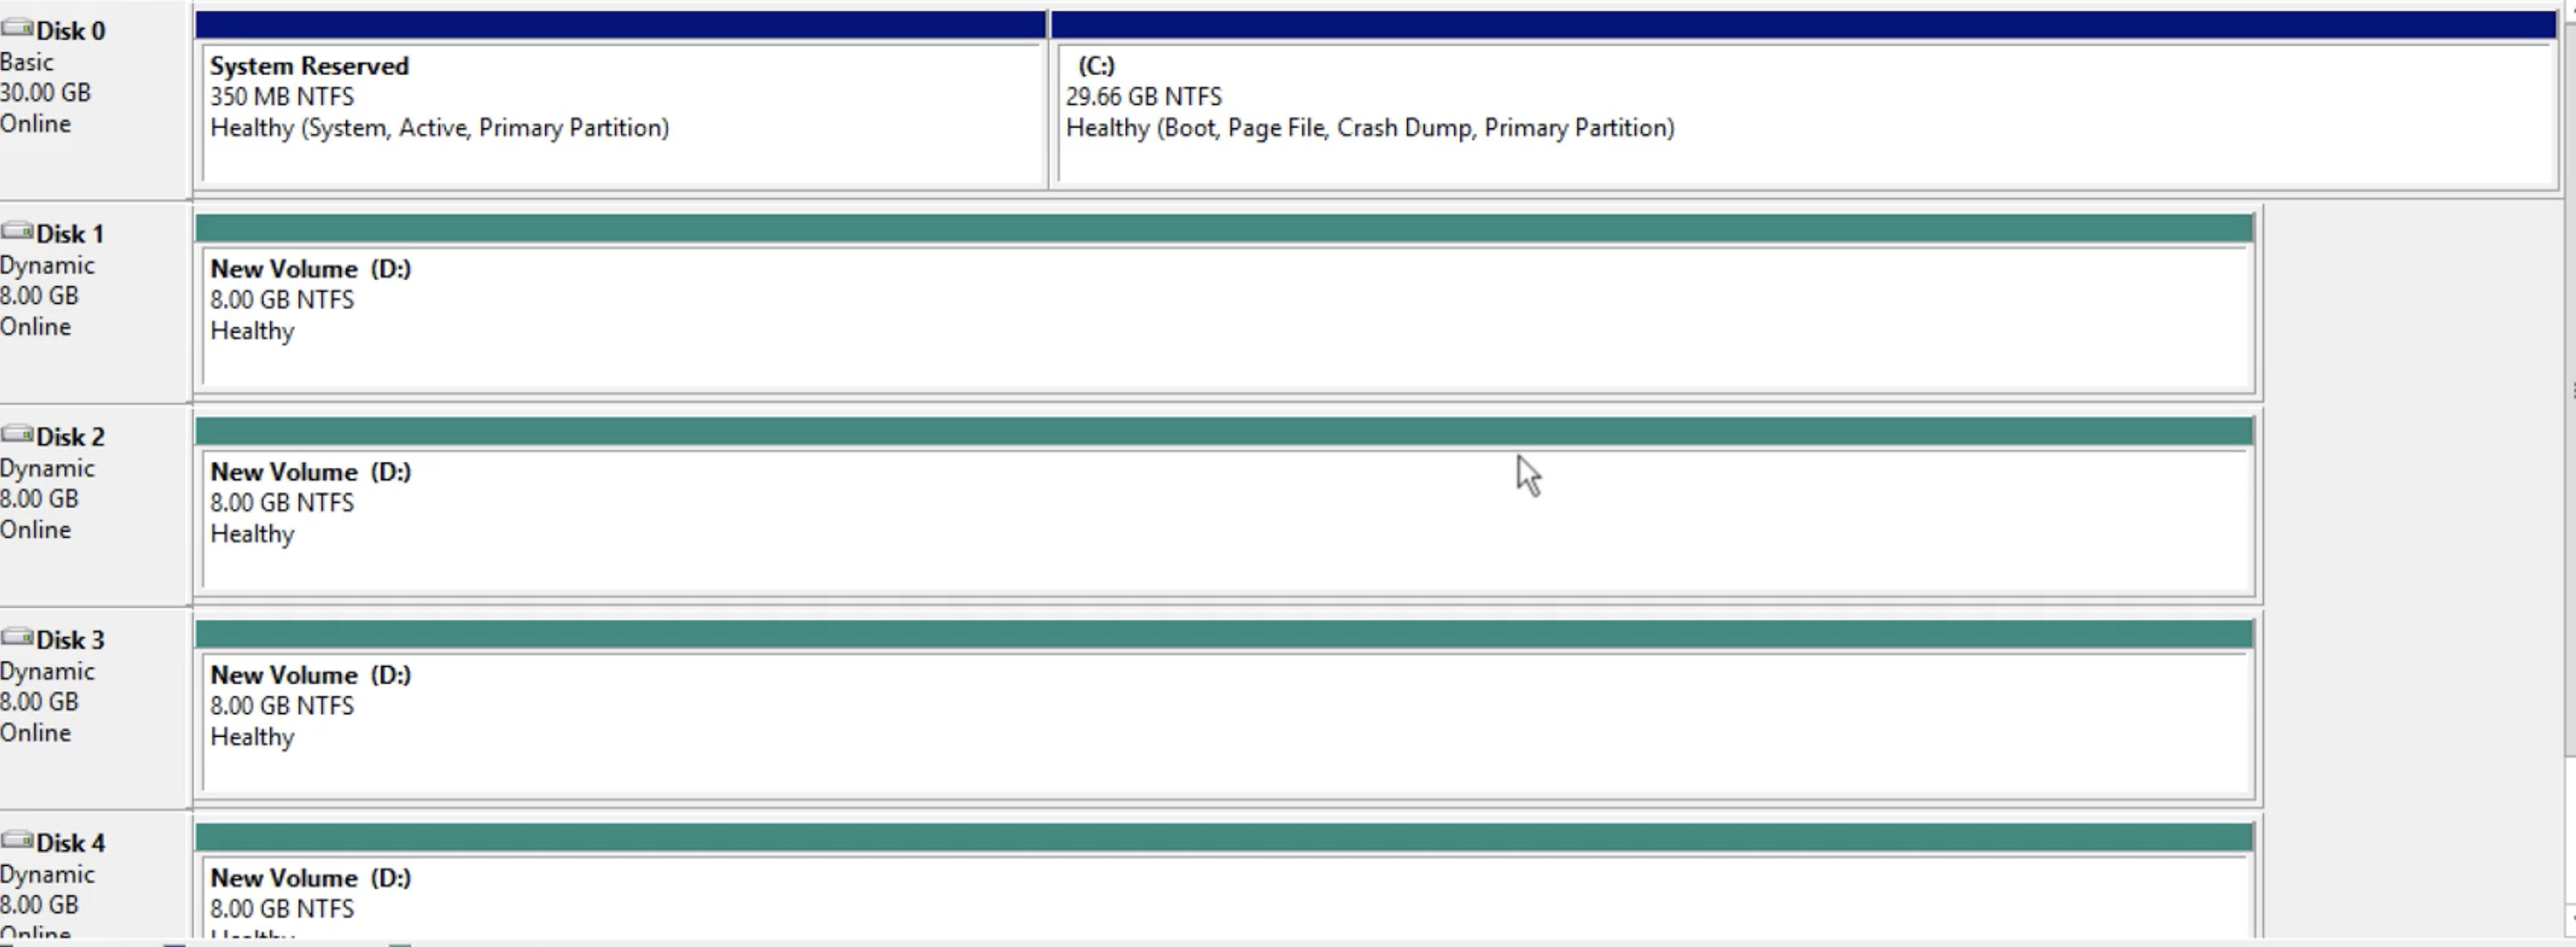 Disk 0
Basic
30.00 GB
Online
System Reserved
350 MB NTFS
Healthy (System, Active, Primary Partition)
(C:)
29.66 GB NTFS
Healthy (Boot, Page File, Crash Dump, Primary Partition)
Disk 1
Dynamic
8.00 GB
Online
New Volume (D:)
8.00 GB NTFS
Healthy
Disk 2
Dynamic
8.00 GB
Online
New Volume (D:)
8.00 GB NTFS
Healthy
Disk 3
Dynamic
8.00 GB
Online
New Volume (D:)
8.00 GB NTFS
Healthy
Disk 4
Dynamic
8.00 GB
Online
New Volume (D:)
8.00 GB NTFS
Healthy